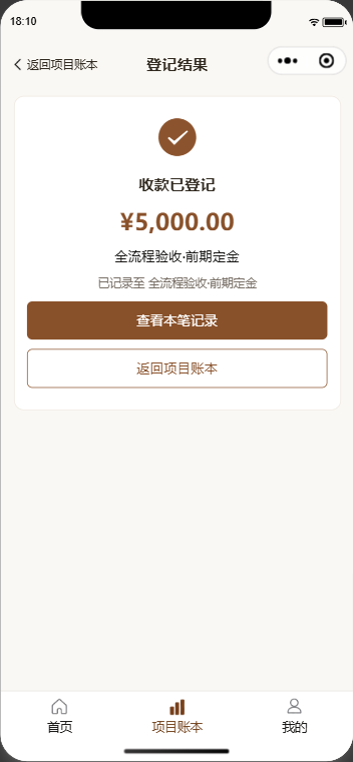 18:10
返回项目账本
登记结果
收款已登记
¥5,000.00
全流程验收·前期定金
已记录至 全流程验收·前期定金
查看本笔记录
返回项目账本
首页
项目账本
我的